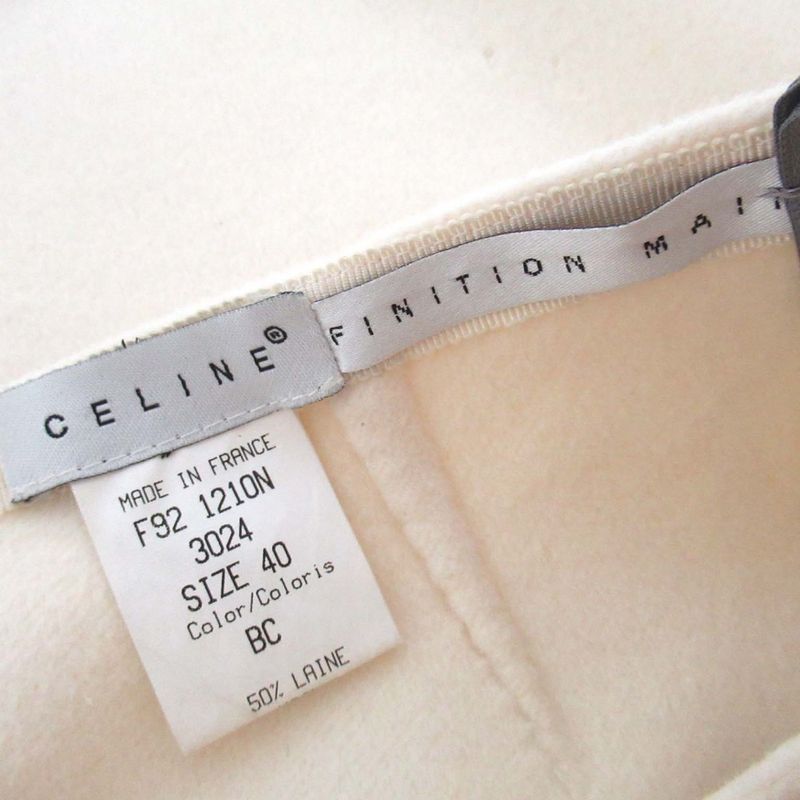 CELINE®
FINITION MAI
MADE IN FRANCE
F92 1210N
3024
SIZE 40
Color/Coloris
BC
50% LAINE